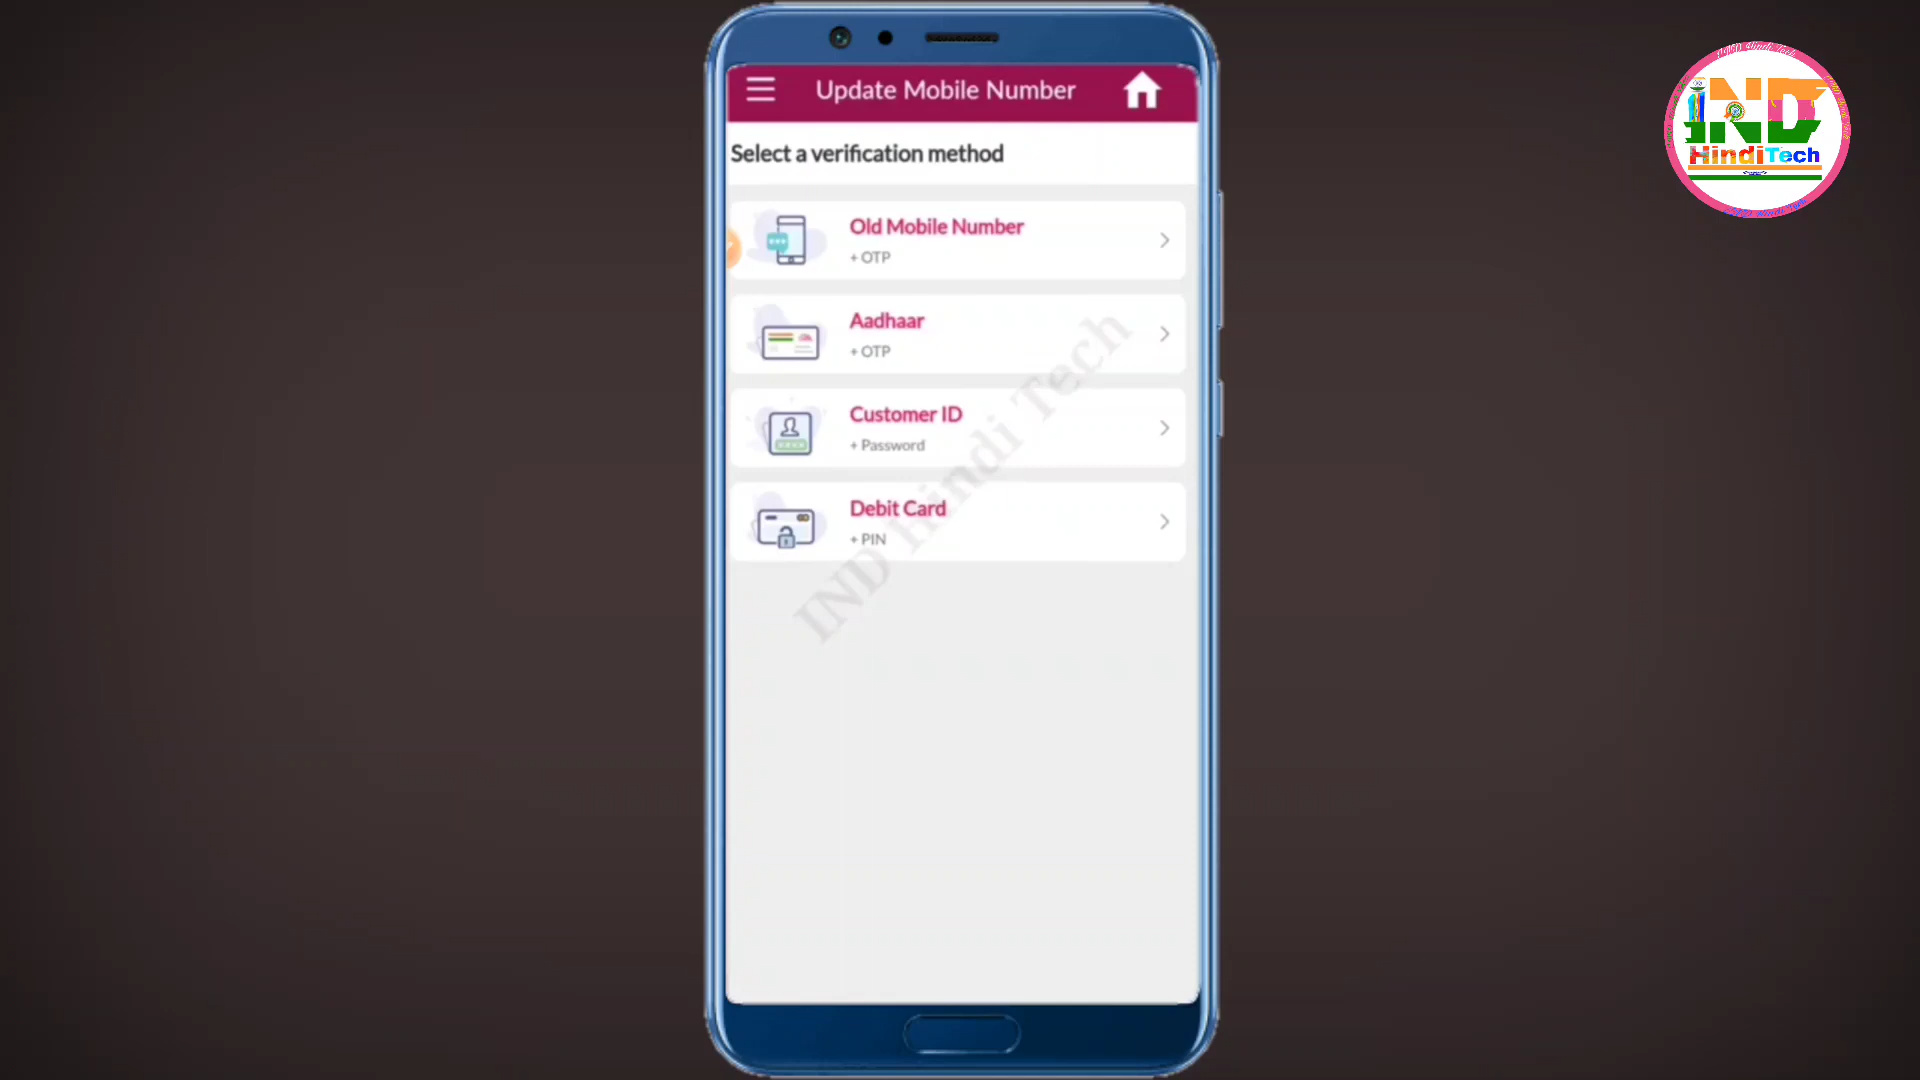 Update Mobile Number
Select a verification method
Old Mobile Number
+ OTP
Aadhaar
+ OTP
Customer ID
+ Password
Debit Card
+ PIN
IND Hindi Tech
IND
HindiTech